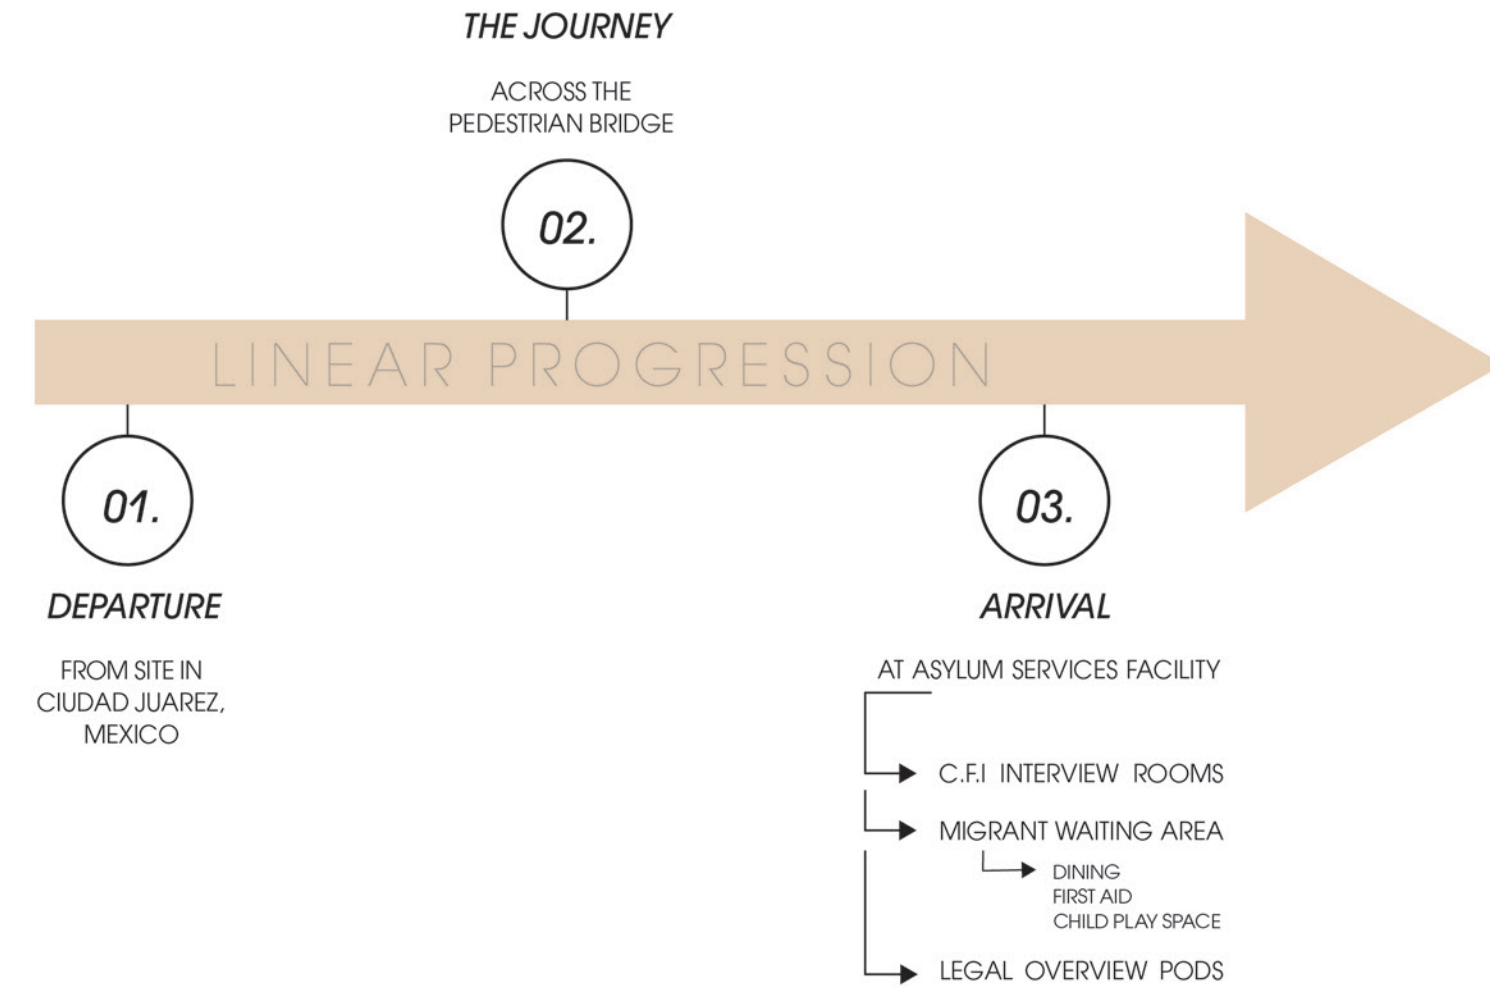 THE JOURNEY
ACROSS THE
PEDESTRIAN BRIDGE
02.
LINEAR PROGRESSION
01.
DEPARTURE
FROM SITE IN
CIUDAD JUAREZ,
MEXICO
03.
ARRIVAL
AT ASYLUM SERVICES FACILITY
C.F.I INTERVIEW ROOMS
MIGRANT WAITING AREA
DINING
FIRST AID
CHILD PLAY SPACE
LEGAL OVERVIEW PODS